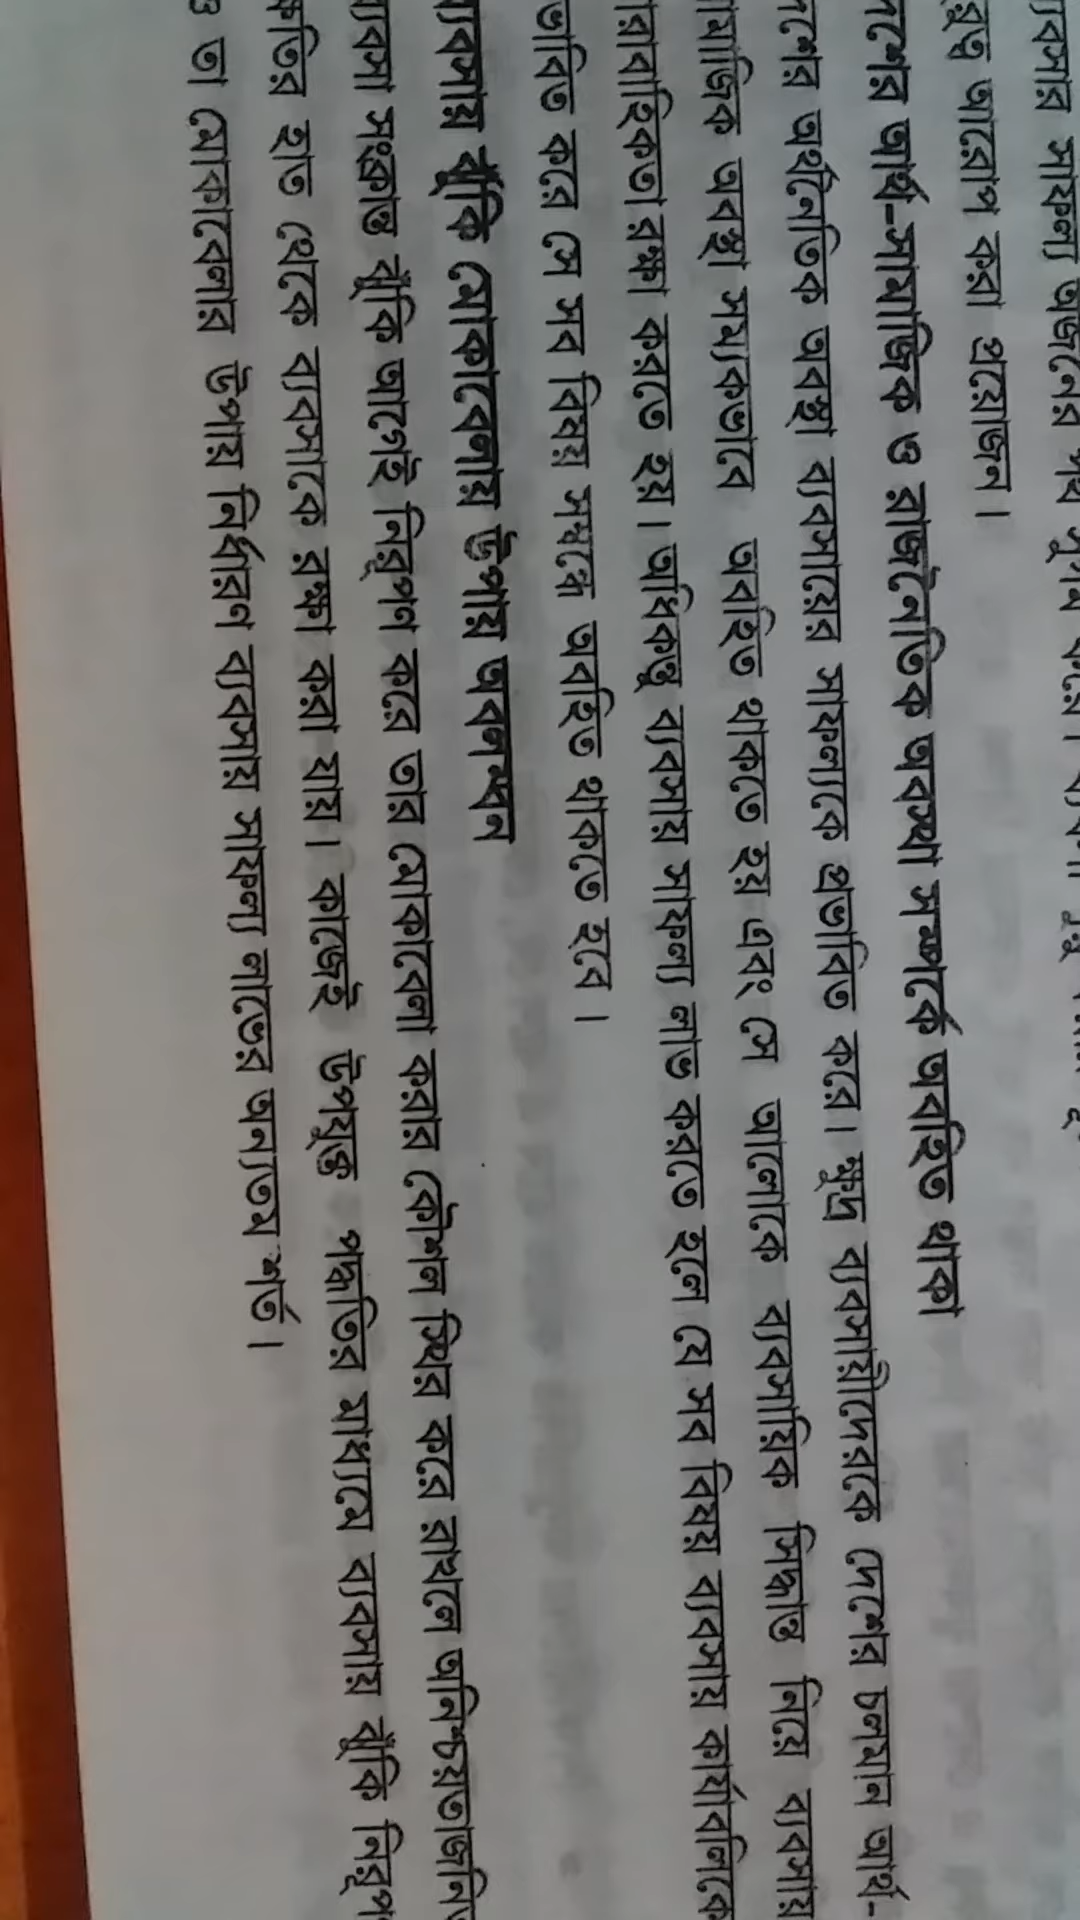 ব্যবসার সাফল্য অর্জনের পথ সুগম করে।
আরোপ করা প্রয়োজন।
দেশের আর্থ-সামাজিক ও রাজনৈতিক অবস্থা সম্পর্কে অবহিত থাকা
দেশের অর্থনৈতিক অবস্থা ব্যবসায়ের সাফল্যকে প্রভাবিত করে। ক্ষুদ্র ব্যবসায়ীদেরকে দেশের চলমান আর্থ-
সামাজিক অবস্থা সম্যকভাবে অবহিত থাকতে হয় এবং সে আলোকে ব্যবসায়িক সিদ্ধান্ত নিয়ে ব্যবসায়
ারাবাহিকতা রক্ষা করতে হয়। অধিকন্তু ব্যবসায় সাফল্য লাভ করতে হলে যে সব বিষয় ব্যবসায় কার্যাবলিকে
ভাবিত করে সে সব বিষয় সম্বন্ধে অবহিত থাকতে হবে।
ব্যবসায় ঝুঁকি মোকাবেলায় উপায় অবলম্বন
ব্যবসা সংক্রান্ত ঝুঁকি আগেই নিরূপণ করে তার মোকাবেলা করার কৌশল স্থির করে রাখলে অনিশ্চয়তাজনিত
ক্ষতির হাত থেকে ব্যবসাকে রক্ষা করা যায়। কাজেই উপযুক্ত পদ্ধতির মাধ্যমে ব্যবসায় ঝুঁকি নিরূপ
ও তা মোকাবেলার উপায় নির্ধারণ ব্যবসায় সাফল্য লাভের অন্যতম শর্ত।